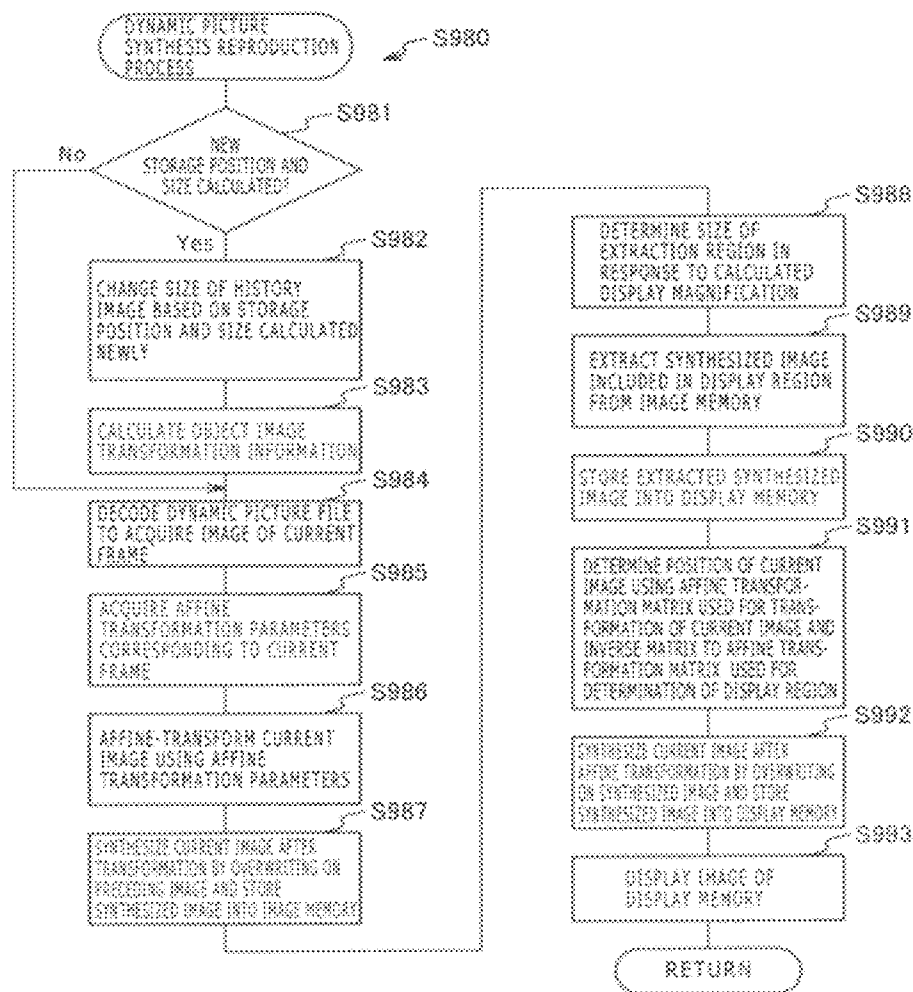 DYNAMIC PICTURE
SYNTHESIS REPRODUCTION
PROCESS
S980
S981
NEW
STORAGE POSITION AND
SIZE CALCULATED?
No
Yes
S982
CHANGE SIZE OF HISTORY
IMAGE BASED ON STORAGE
POSITION AND SIZE CALCULATED
NEWLY
S983
CALCULATE OBJECT IMAGE
TRANSFORMATION INFORMATION
S984
DECODE DYNAMIC PICTURE FILE
TO ACQUIRE IMAGE OF CURRENT
FRAME
S985
ACQUIRE AFFINE
TRANSFORMATION PARAMETERS
CORRESPONDING TO CURRENT
FRAME
S986
AFFINE-TRANSFORM CURRENT
IMAGE USING AFFINE
TRANSFORMATION PARAMETERS
S987
SYNTHESIZE CURRENT IMAGE AFTER
TRANSFORMATION BY OVERWRITING ON
PRECEDING IMAGE AND STORE
SYNTHESIZED IMAGE INTO IMAGE MEMORY
S988
DETERMINE SIZE OF
EXTRACTION REGION IN
RESPONSE TO CALCULATED
DISPLAY MAGNIFICATION
S989
EXTRACT SYNTHESIZED IMAGE
INCLUDED IN DISPLAY REGION
FROM IMAGE MEMORY
S990
STORE EXTRACTED SYNTHESIZED
IMAGE INTO DISPLAY MEMORY
S991
DETERMINE POSITION OF CURRENT
IMAGE USING AFFINE TRANSFOR-
MATION MATRIX USED FOR TRANS-
FORMATION OF CURRENT IMAGE AND
INVERSE MATRIX TO AFFINE TRANS-
FORMATION MATRIX USED FOR
DETERMINATION OF DISPLAY REGION
S992
SYNTHESIZE CURRENT IMAGE AFTER
AFFINE TRANSFORMATION BY OVERWRITING
ON SYNTHESIZED IMAGE AND STORE
SYNTHESIZED IMAGE INTO DISPLAY MEMORY
S993
DISPLAY IMAGE OF
DISPLAY MEMORY
RETURN